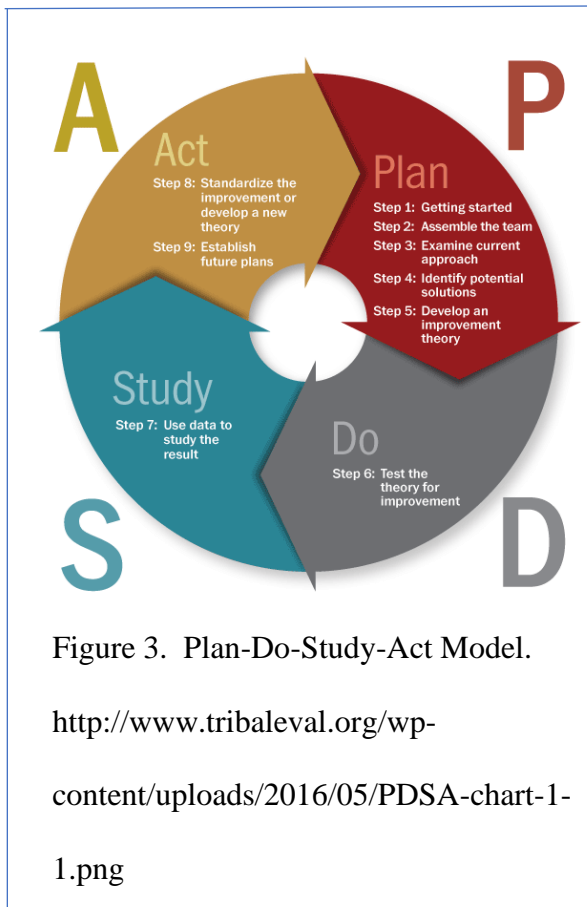 A
P
Act
Step 8: Standardize the
improvement or
develop a new
theory
Step 9: Establish
future plans
Plan
Step 1: Getting started
Step 2: Assemble the team
Step 3: Examine current
approach
Step 4: Identify potential
solutions
Step 5: Develop an
improvement
theory
Study
Step 7: Use data to
study the
result
Do
Step 6: Test the
theory for
improvement
S
D
Figure 3. Plan-Do-Study-Act Model.
http://www.tribaleval.org/wp-
content/uploads/2016/05/PDSA-chart-1-
1.png